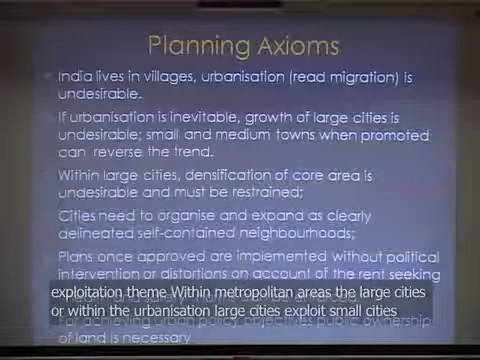 Planning Axioms
India lives in villages, urbanisation (read migration) is
undesirable.
If urbanisation is inevitable, growth of large cities is
undesirable; small and medium towns when promoted
can reverse the trend.
Within large cities, densification of core area is
undesirable and must be restrained;
Cities need to organise and expand as clearly
delineated self-contained neighbourhoods;
Plans once approved are implemented without political
intervention or distortions on account of the rent seeking
exploitation theme Within metropolitan areas the large cities
or within the urbanisation large cities exploit small cities
For achieving urban policy objectives public ownership
of land is necessary.